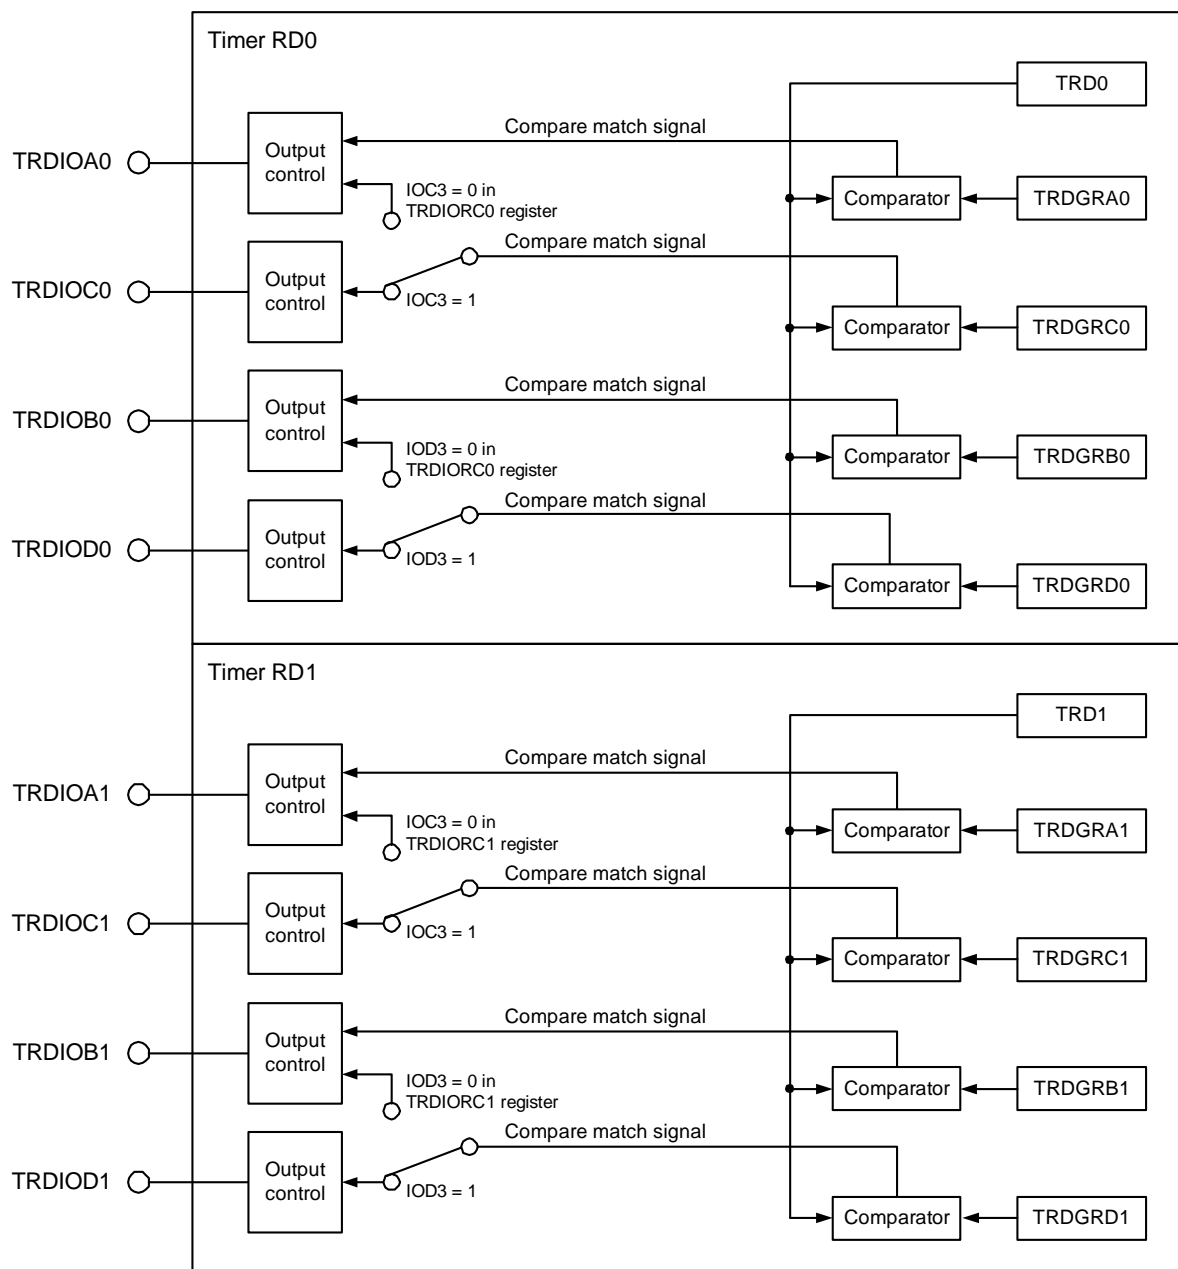 Timer RD0
TRD0
Compare match signal
TRDIOA0
Output
control
IOC3 = 0 in
TRDIORC0 register
Comparator
TRDGRA0
Compare match signal
TRDIOC0
Output
control
IOC3 = 1
Comparator
TRDGRC0
Compare match signal
TRDIOB0
Output
control
IOD3 = 0 in
TRDIORC0 register
Comparator
TRDGRB0
Compare match signal
TRDIOD0
Output
control
IOD3 = 1
Comparator
TRDGRD0
Timer RD1
TRD1
Compare match signal
TRDIOA1
Output
control
IOC3 = 0 in
TRDIORC1 register
Comparator
TRDGRA1
Compare match signal
TRDIOC1
Output
control
IOC3 = 1
Comparator
TRDGRC1
Compare match signal
TRDIOB1
Output
control
IOD3 = 0 in
TRDIORC1 register
Comparator
TRDGRB1
Compare match signal
TRDIOD1
Output
control
IOD3 = 1
Comparator
TRDGRD1